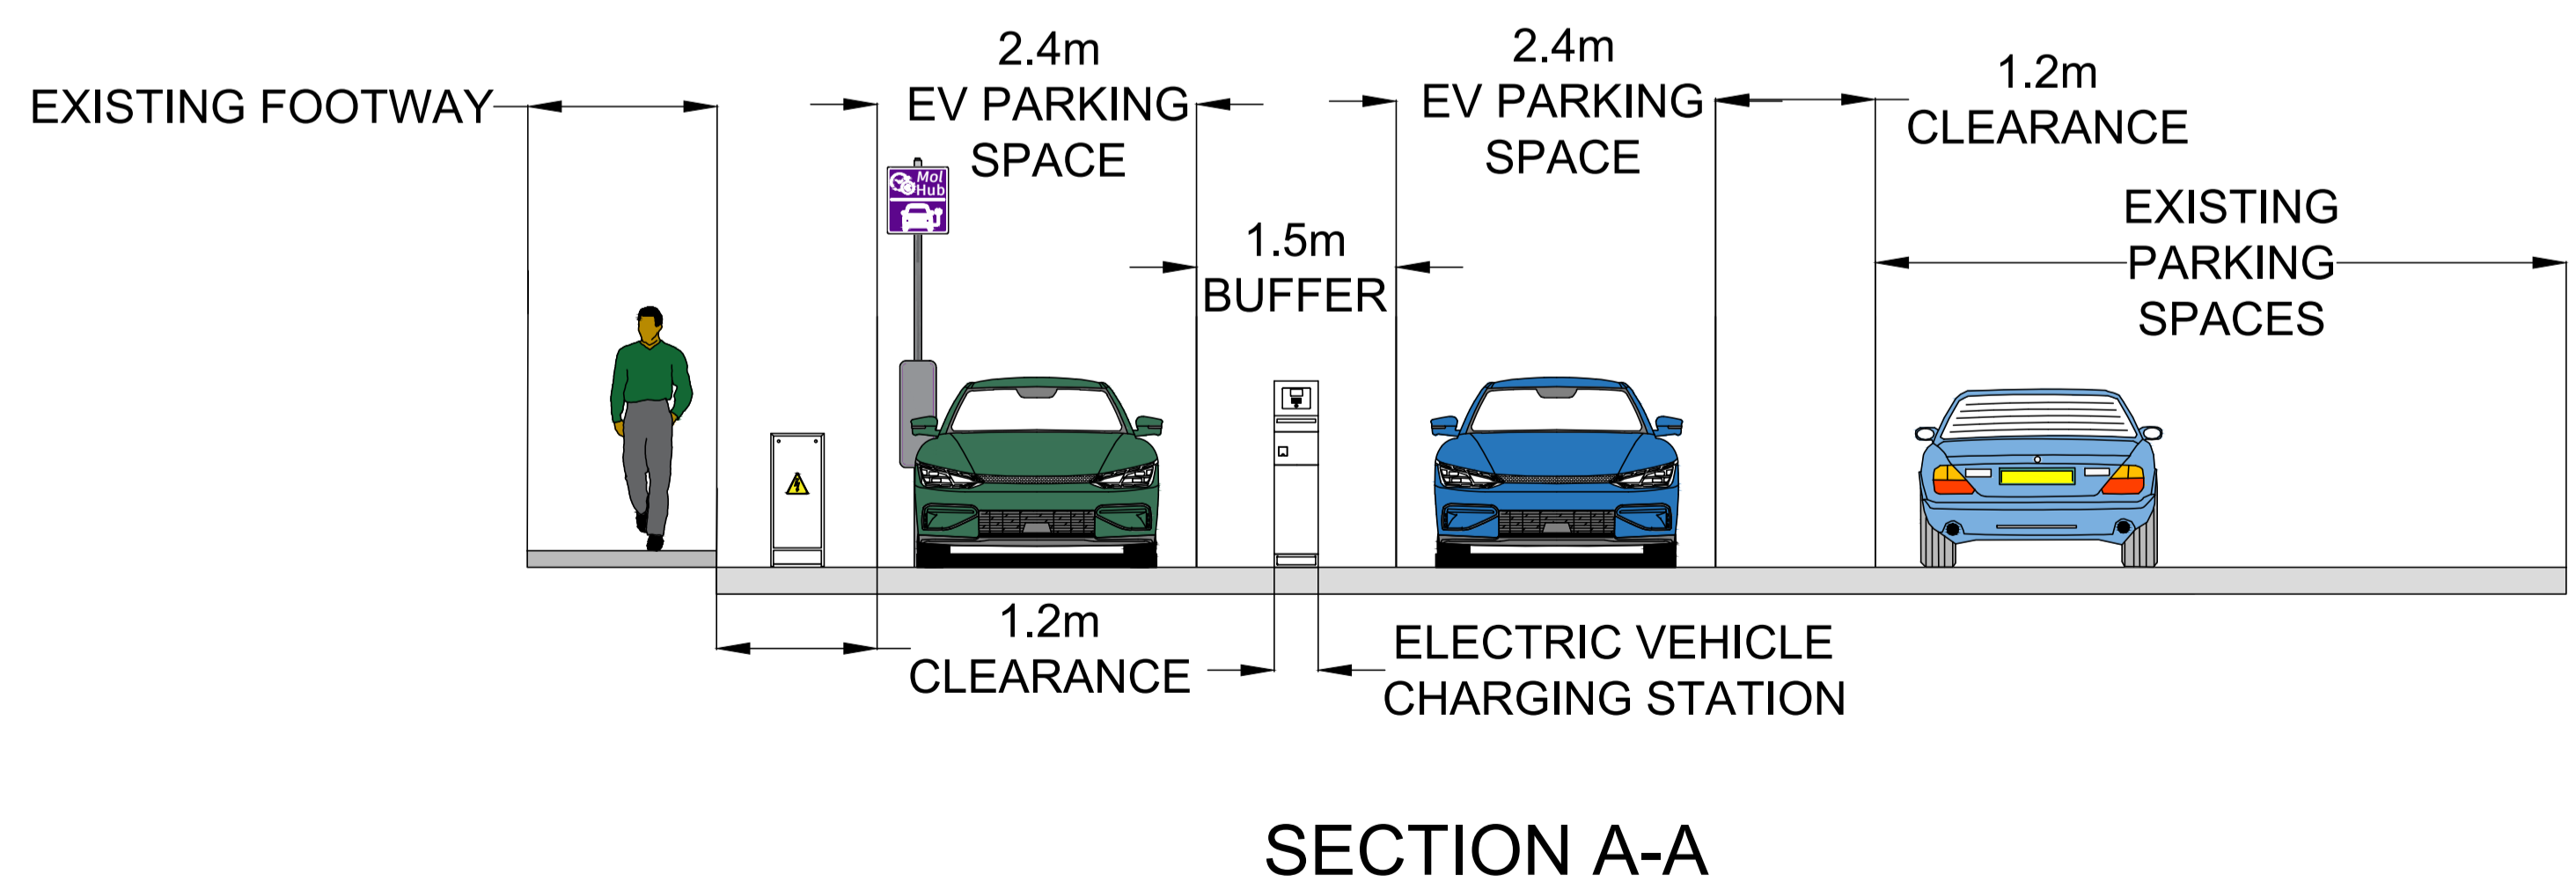 EXISTING FOOTWAY
2.4m
EV PARKING
SPACE
2.4m
EV PARKING
SPACE
1.2m
CLEARANCE
Mol
Hub
1.5m
BUFFER
EXISTING
PARKING
SPACES
1.2m
CLEARANCE
ELECTRIC VEHICLE
CHARGING STATION
SECTION A-A